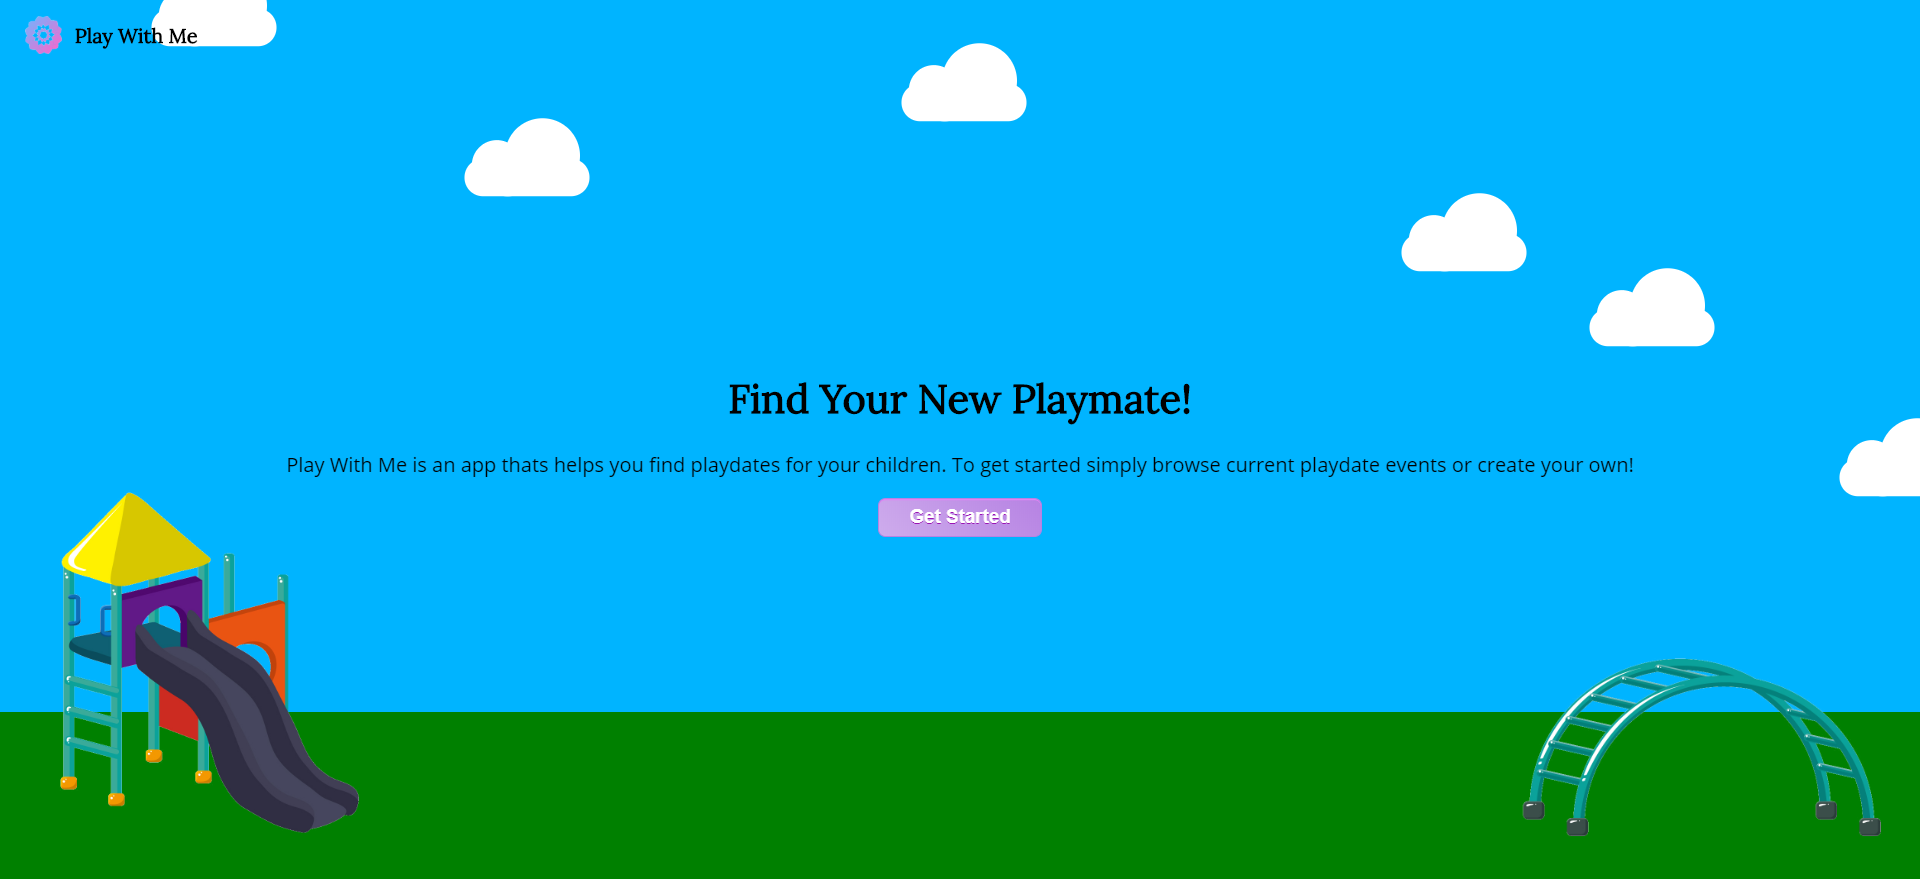 Play With Me
Find Your New Playmate!
Play With Me is an app thats helps you find playdates for your children. To get started simply browse current playdate events or create your own!
Get Started